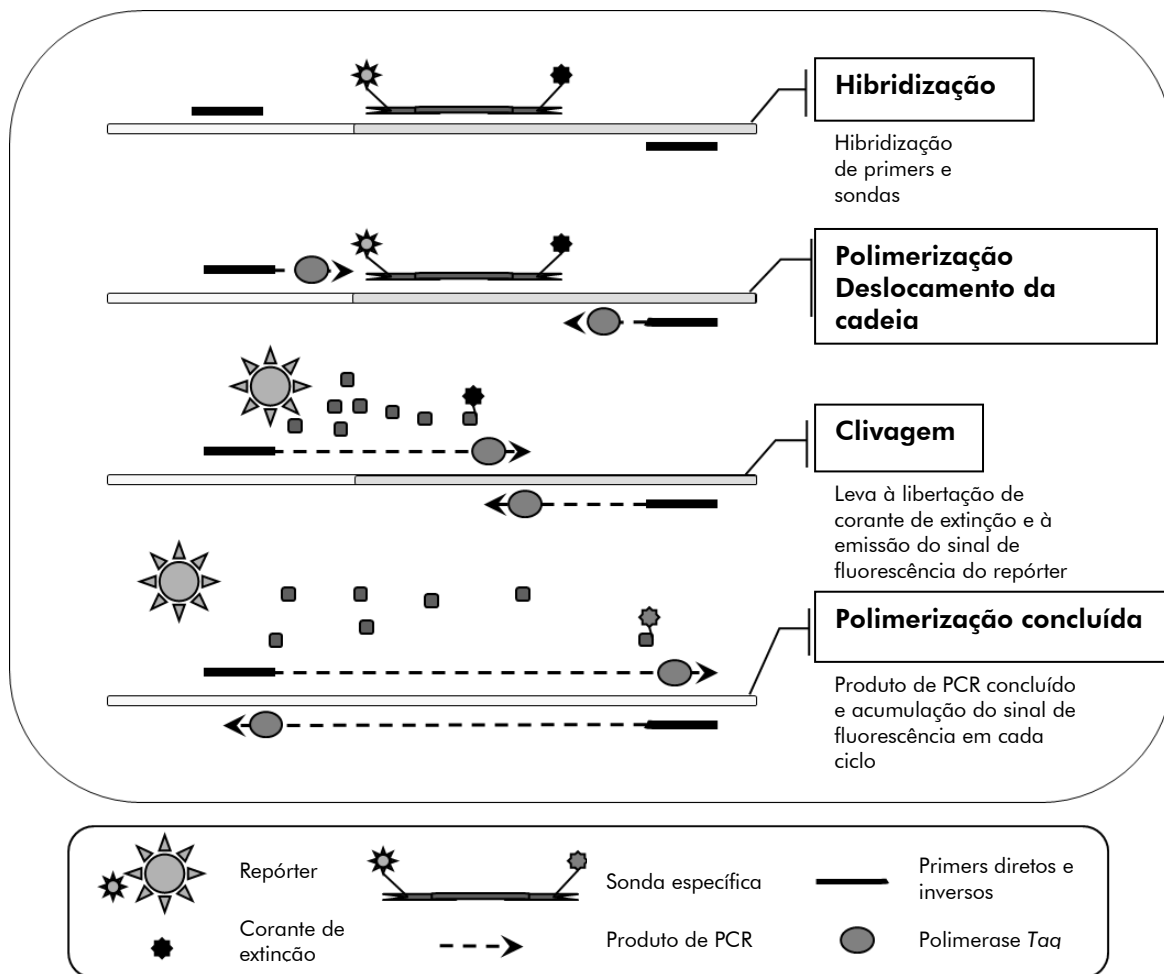 Hibridização
Hibridização
de primers e
sondas
Polimerização
Deslocamento da
cadeia
Clivagem
Leva à libertação de
corante de extinção e à
emissão do sinal de
fluorescência do repórter
Polimerização concluída
Produto de PCR concluído
e acumulação do sinal de
fluorescência em cada
ciclo
Repórter
Sonda específica
Primers diretos e
inversos
Corante de
extinção
Produto de PCR
Polimerase Taq